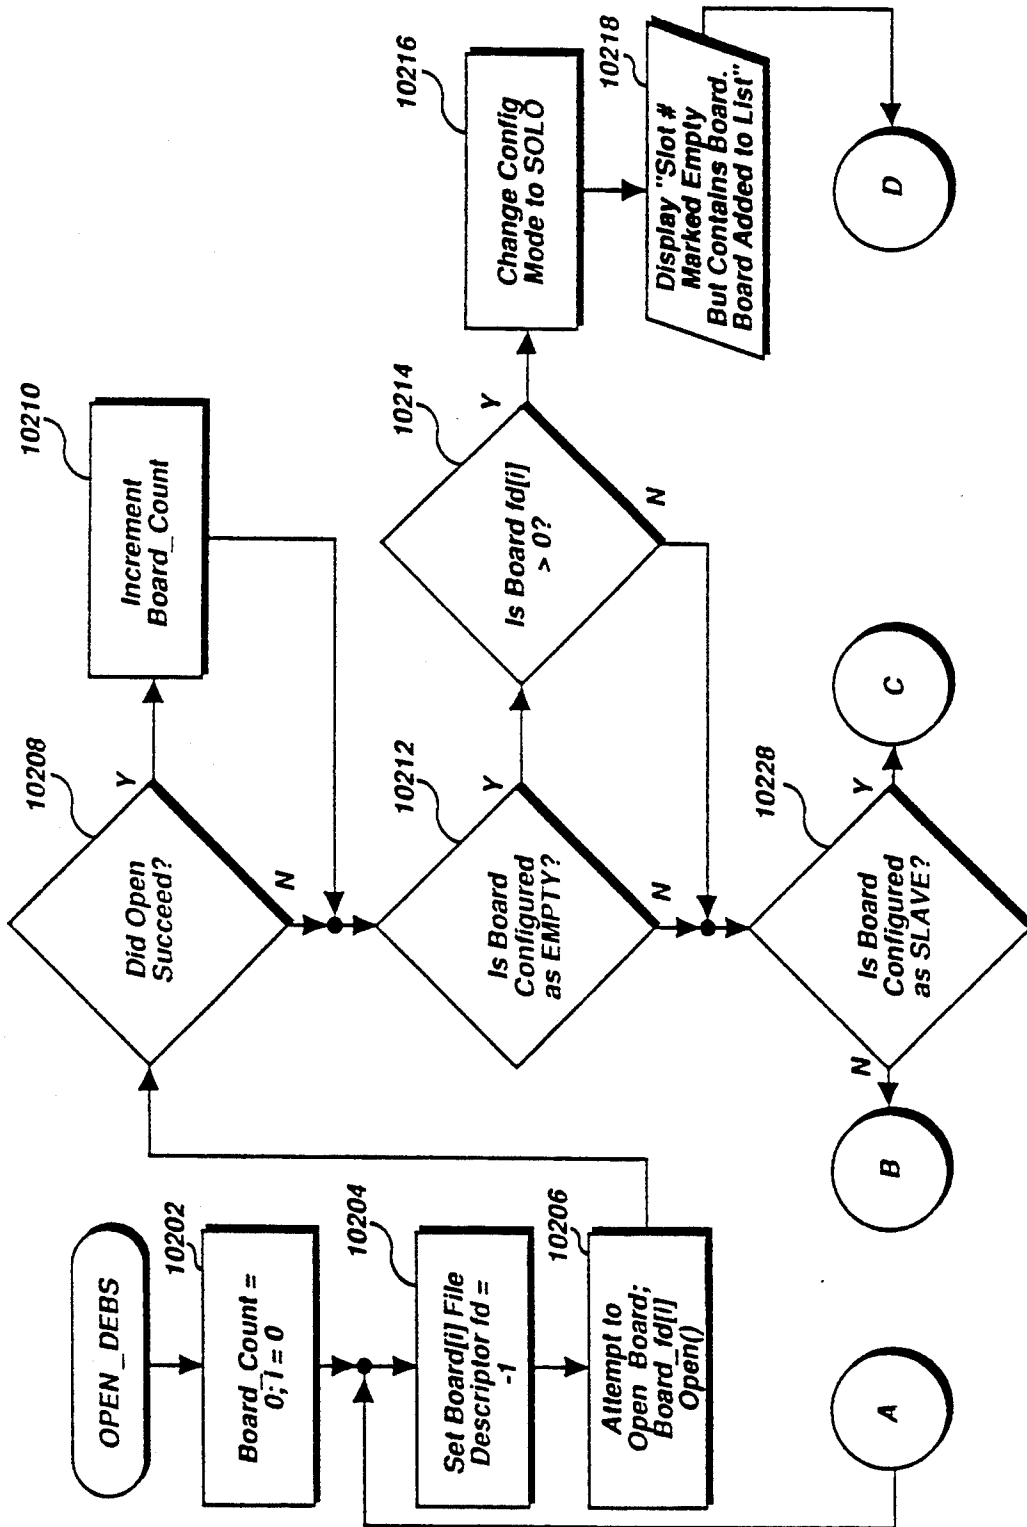 OPEN_DEBS
10202
Board_Count =
0; i = 0
10204
Set Board[i] File
Descriptor fd =
-1
10206
Attempt to
Open Board;
Board_fd[i]
Open()
A
10208
Did Open
Succeed?
Y
N
10210
Increment
Board_Count
10212
Is Board
Configured
as EMPTY?
Y
N
10214
Is Board fd[i]
> 0?
Y
N
10216
Change Config
Mode to SOLO
10218
Display "Slot #
Marked Empty
But Contains Board.
Board Added to List"
D
10228
Is Board
Configured
as SLAVE?
N
Y
B
C